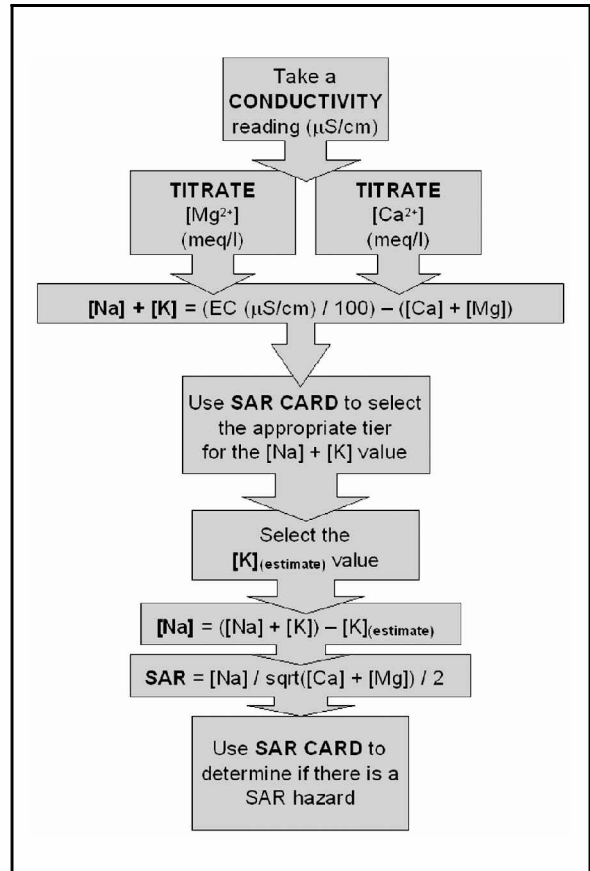 Take a
CONDUCTIVITY
reading (μS/cm)
TITRATE
[Mg²⁺]
(meq/l)
TITRATE
[Ca²⁺]
(meq/l)
[Na] + [K] = (EC (μS/cm) / 100) – ([Ca] + [Mg])
Use SAR CARD to select
the appropriate tier
for the [Na] + [K] value
Select the
[K](estimate) value
[Na] = ([Na] + [K]) – [K](estimate)
SAR = [Na] / sqrt([Ca] + [Mg]) / 2
Use SAR CARD to
determine if there is a
SAR hazard